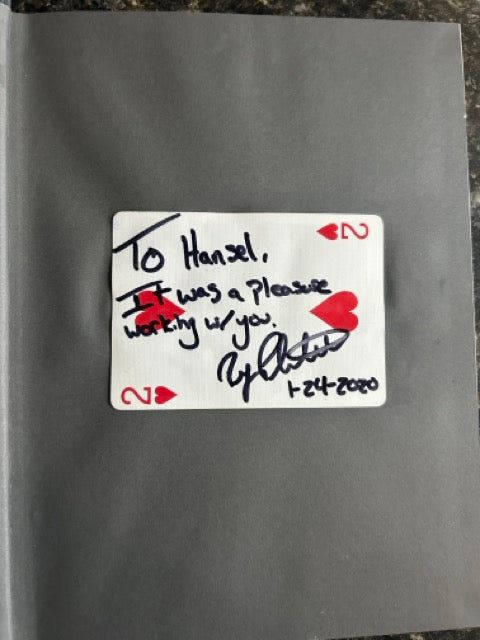 To Hansel,
It was a pleasure
working w/ you.
1-24-2020
2
2